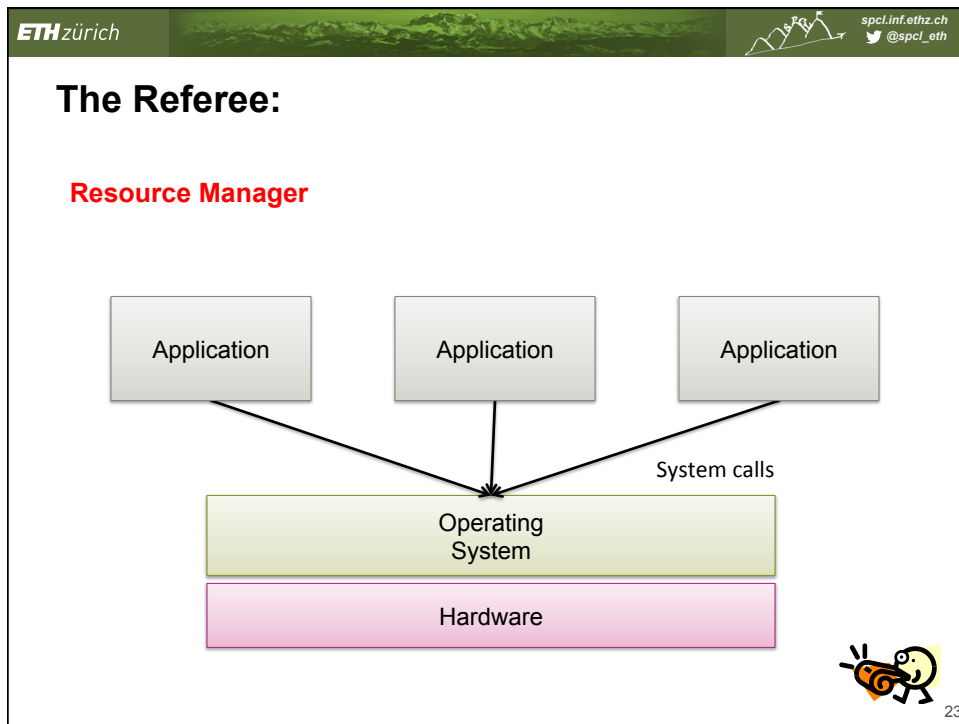 ETH zürich
spcl.inf.ethz.ch
@spcl_eth
The Referee:
Resource Manager
Application
Application
Application
System calls
Operating
System
Hardware
23